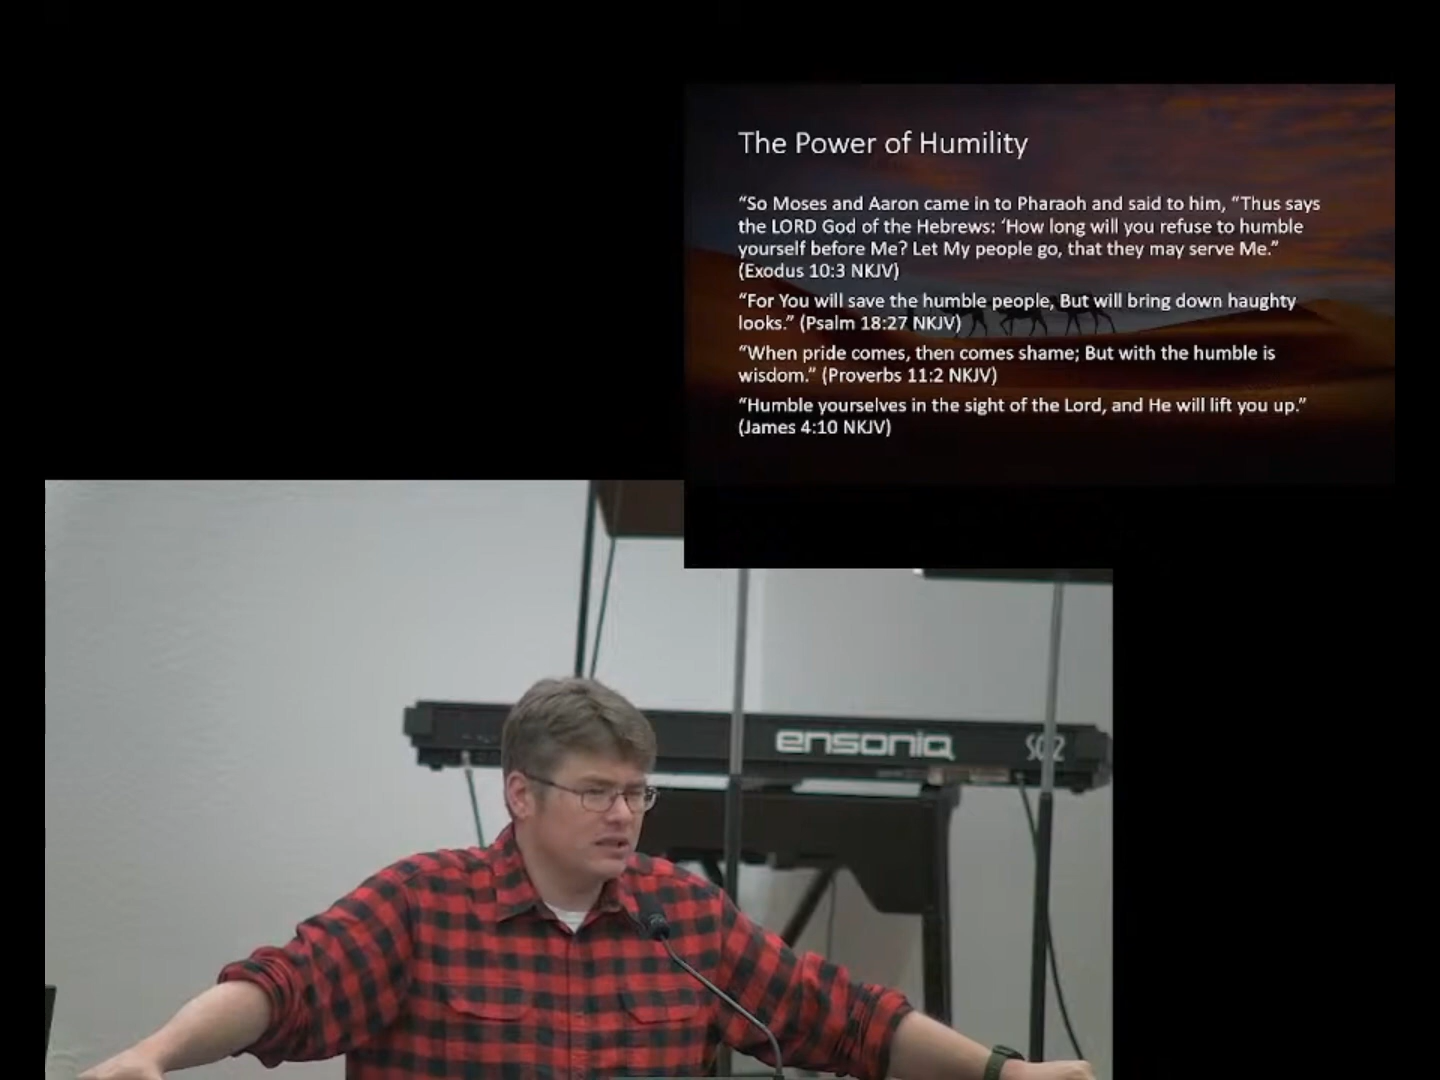 The Power of Humility
“So Moses and Aaron came in to Pharaoh and said to him, “Thus says
the LORD God of the Hebrews: ‘How long will you refuse to humble
yourself before Me? Let My people go, that they may serve Me.”
(Exodus 10:3 NKJV)
“For You will save the humble people, But will bring down haughty
looks.” (Psalm 18:27 NKJV)
“When pride comes, then comes shame; But with the humble is
wisdom.” (Proverbs 11:2 NKJV)
“Humble yourselves in the sight of the Lord, and He will lift you up.”
(James 4:10 NKJV)
ensoniq